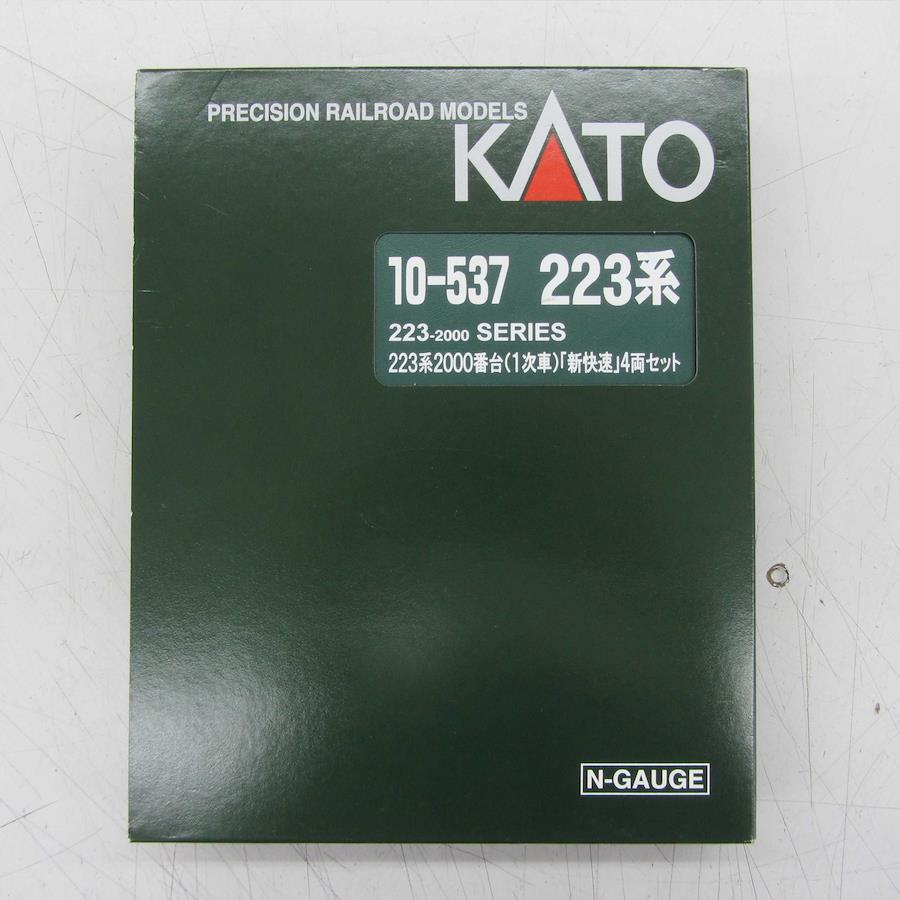 PRECISION RAILROAD MODELS
KATO
10-537 223系
223-2000 SERIES
223系2000番台(1次車)「新快速」4両セット
N-GAUGE